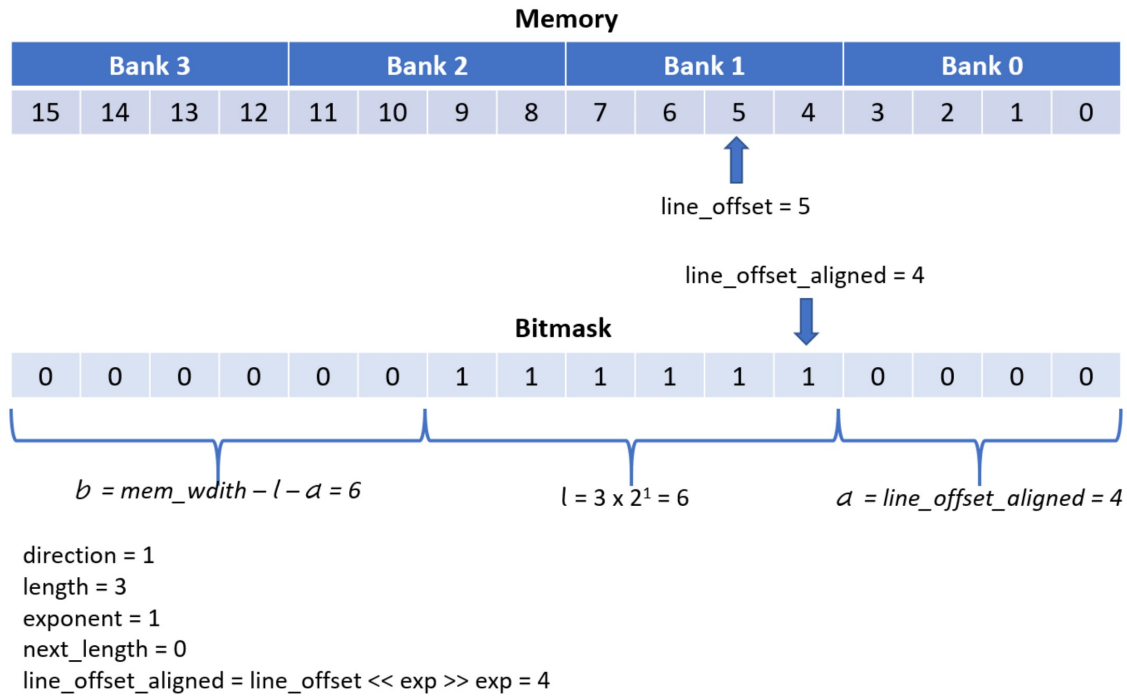 Memory
Bank 3 Bank 2 Bank 1 Bank 0
15 14 13 12 11 10 9 8 7 6 5 4 3 2 1 0
line_offset = 5
line_offset_aligned = 4
Bitmask
0 0 0 0 0 0 1 1 1 1 1 1 0 0 0 0
b = mem_wdith – l – a = 6 l = 3 x 2¹ = 6 a = line_offset_aligned = 4
direction = 1
length = 3
exponent = 1
next_length = 0
line_offset_aligned = line_offset << exp >> exp = 4